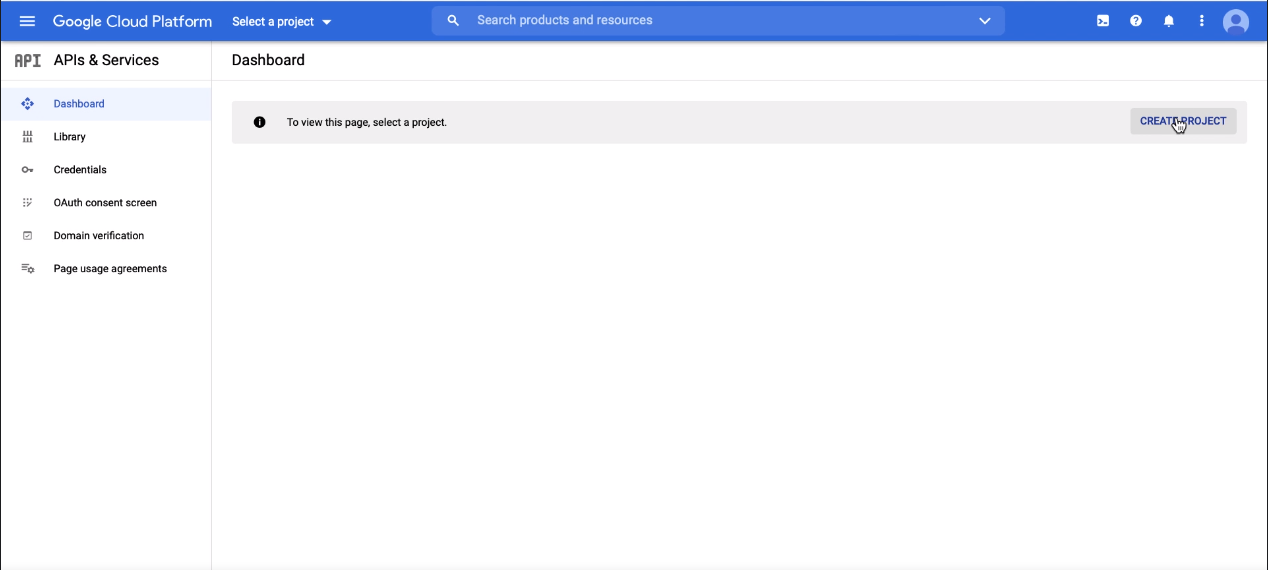 Google Cloud Platform
Select a project
Search products and resources
API APIs & Services
Dashboard
Dashboard
Library
Credentials
OAuth consent screen
Domain verification
Page usage agreements
To view this page, select a project.
CREATE PROJECT